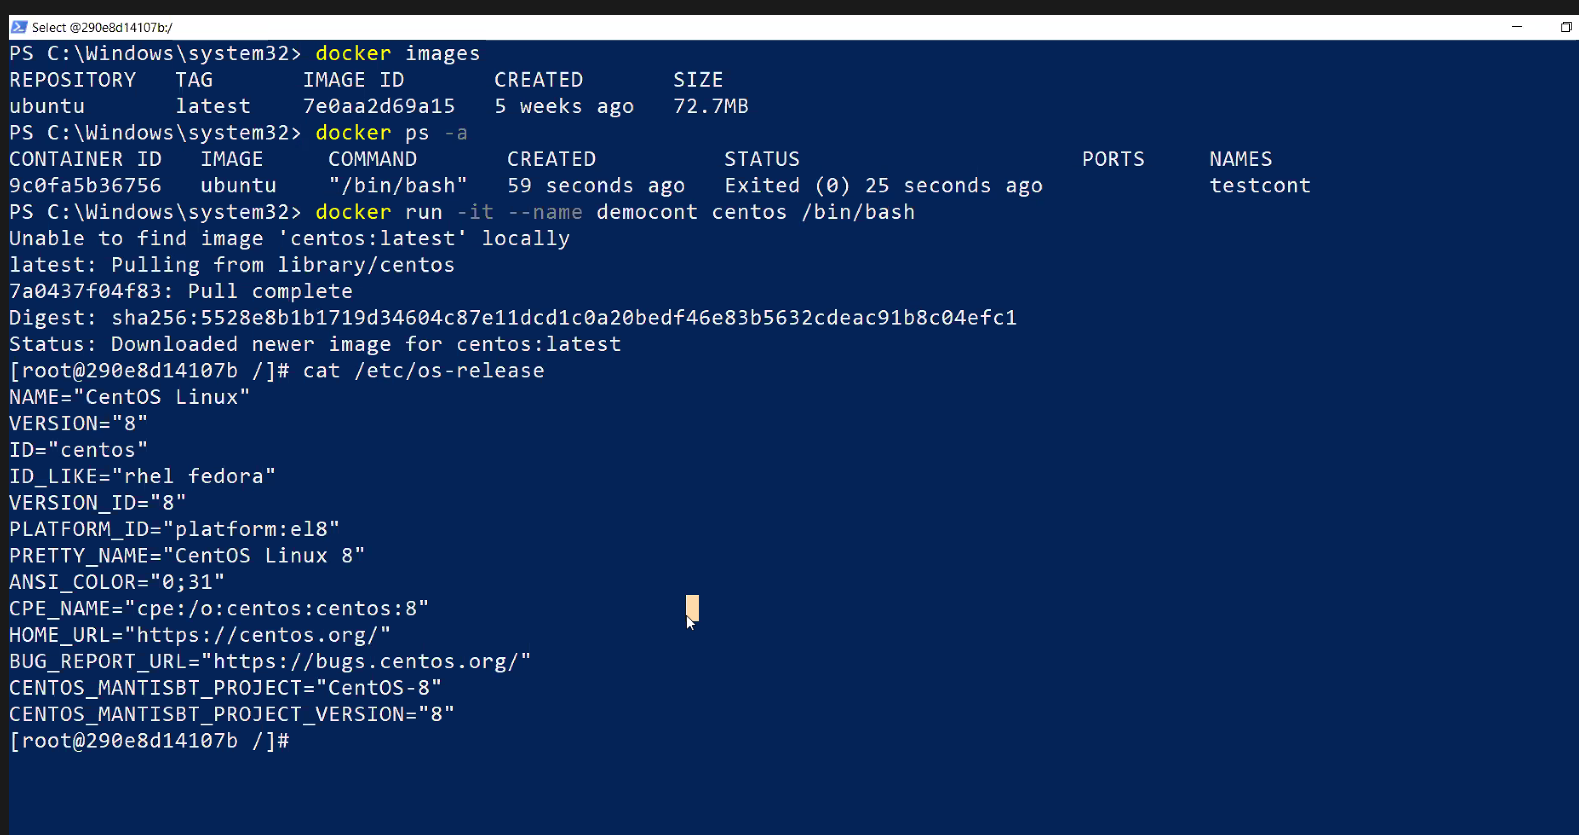 Select @290e8d14107b:/
PS C:\Windows\system32> docker images
REPOSITORY   TAG       IMAGE ID       CREATED       SIZE
ubuntu       latest    7e0aa2d69a15   5 weeks ago   72.7MB
PS C:\Windows\system32> docker ps -a
CONTAINER ID   IMAGE     COMMAND       CREATED          STATUS                      PORTS     NAMES
9c0fa5b36756   ubuntu    "/bin/bash"   59 seconds ago   Exited (0) 25 seconds ago             testcont
PS C:\Windows\system32> docker run -it --name democont centos /bin/bash
Unable to find image 'centos:latest' locally
latest: Pulling from library/centos
7a0437f04f83: Pull complete
Digest: sha256:5528e8b1b1719d34604c87e11dcd1c0a20bedf46e83b5632cdeac91b8c04efc1
Status: Downloaded newer image for centos:latest
[root@290e8d14107b /]# cat /etc/os-release
NAME="CentOS Linux"
VERSION="8"
ID="centos"
ID_LIKE="rhel fedora"
VERSION_ID="8"
PLATFORM_ID="platform:el8"
PRETTY_NAME="CentOS Linux 8"
ANSI_COLOR="0;31"
CPE_NAME="cpe:/o:centos:centos:8"
HOME_URL="https://centos.org/"
BUG_REPORT_URL="https://bugs.centos.org/"
CENTOS_MANTISBT_PROJECT="CentOS-8"
CENTOS_MANTISBT_PROJECT_VERSION="8"
[root@290e8d14107b /]#